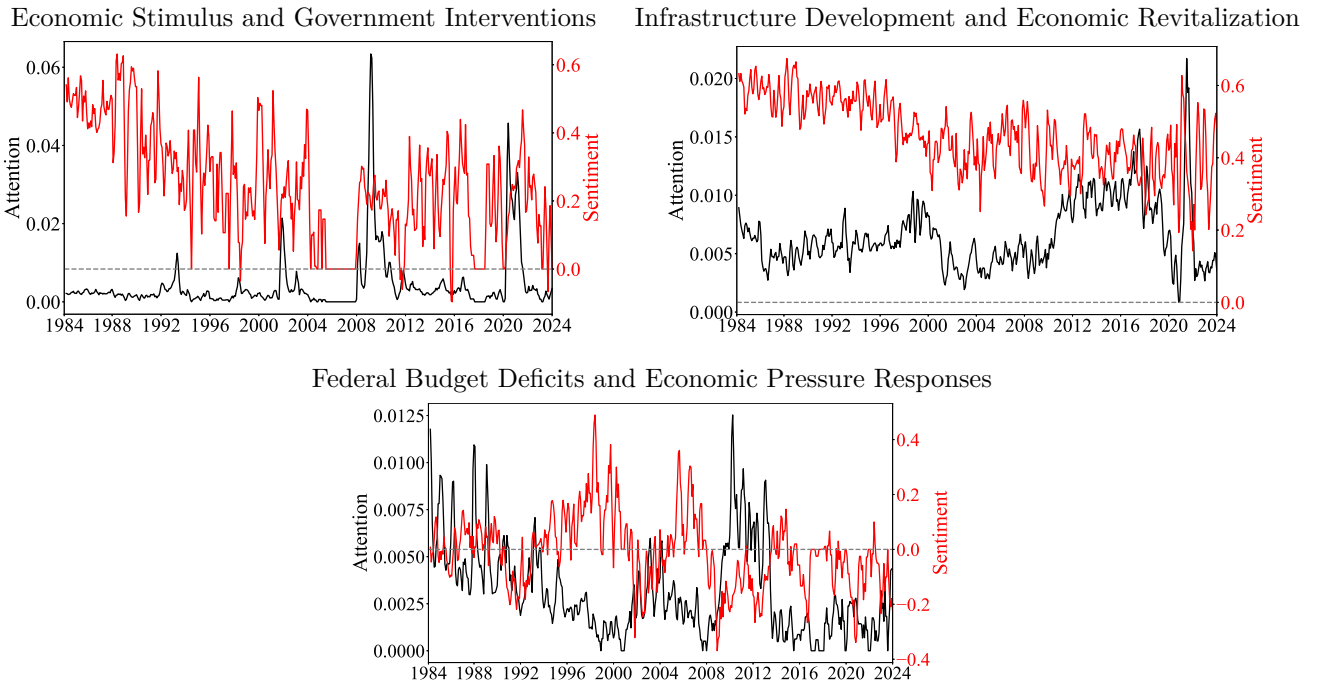 Economic Stimulus and Government Interventions
Attention
0.06
0.04
0.02
0.00
0.6
0.4
0.2
0.0
Sentiment
1984 1988 1992 1996 2000 2004 2008 2012 2016 2020 2024
Infrastructure Development and Economic Revitalization
Attention
0.020
0.015
0.010
0.005
0.000
0.6
0.4
0.2
0.0
Sentiment
1984 1988 1992 1996 2000 2004 2008 2012 2016 2020 2024
Federal Budget Deficits and Economic Pressure Responses
Attention
0.0125
0.0100
0.0075
0.0050
0.0025
0.0000
0.4
0.2
0.0
−0.2
−0.4
Sentiment
1984 1988 1992 1996 2000 2004 2008 2012 2016 2020 2024